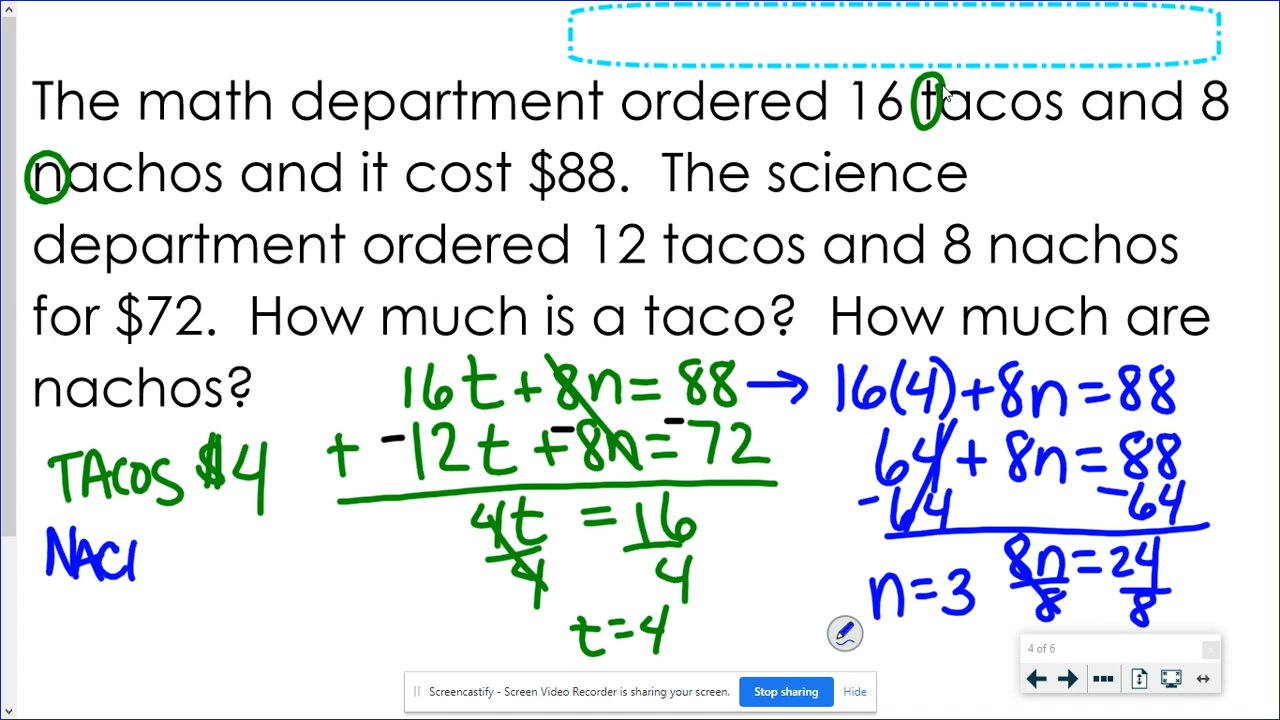 The math department ordered 16 tacos and 8
nachos and it cost $88. The science
department ordered 12 tacos and 8 nachos
for $72. How much is a taco? How much are
nachos?
16t + 8n = 88 → 16(4) + 8n = 88
+ -12t + -8n = -72
64 + 8n = 88
-64 -64
TACOS $4
4t = 16
4 4
t = 4
8n = 24
8 8
n = 3
NACH
4 of 6
Screencastify - Screen Video Recorder is sharing your screen.
Stop sharing
Hide